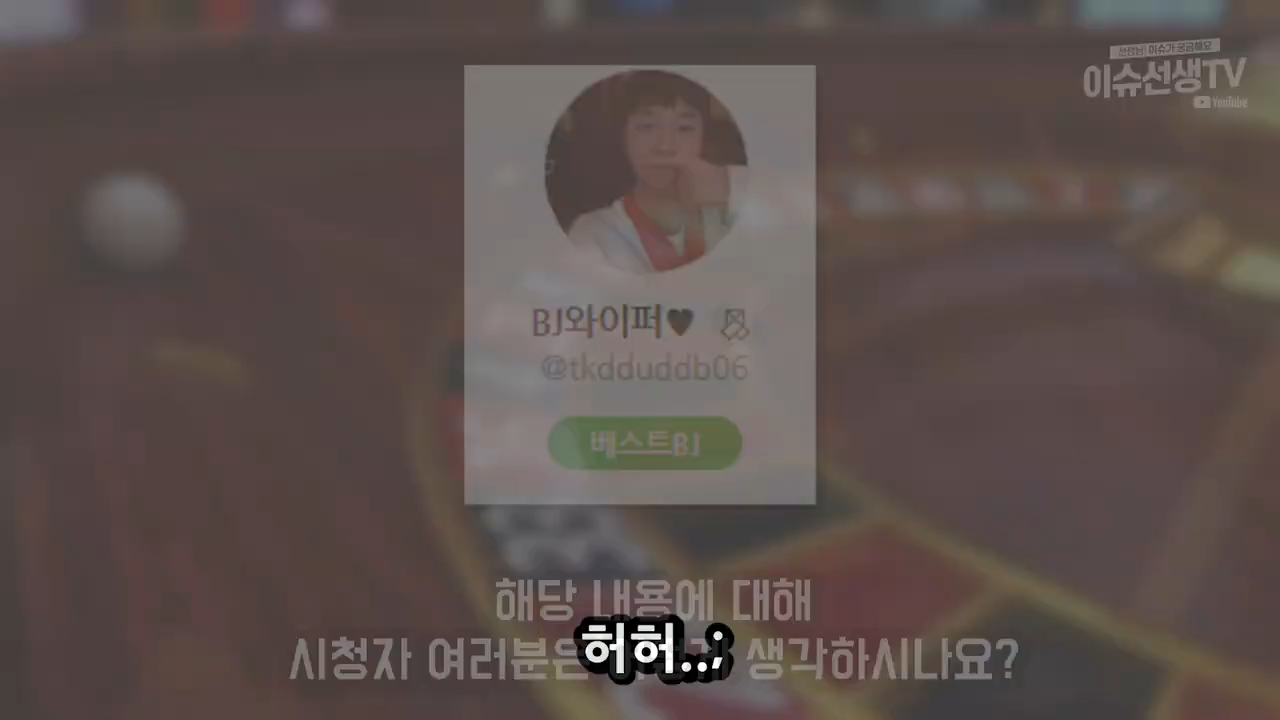 선생님! 이슈가 궁금해요
이슈선생TV
YouTube
BJ와이퍼♥
@tkdduddb06
베스트BJ
해당 내용에 대해
시청자 여러분은 생각하시나요?
허허..;